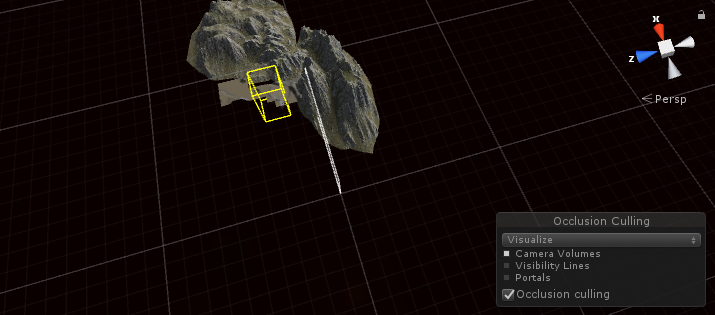 x
z
Persp
Occlusion Culling
Visualize
Camera Volumes
Visibility Lines
Portals
Occlusion culling